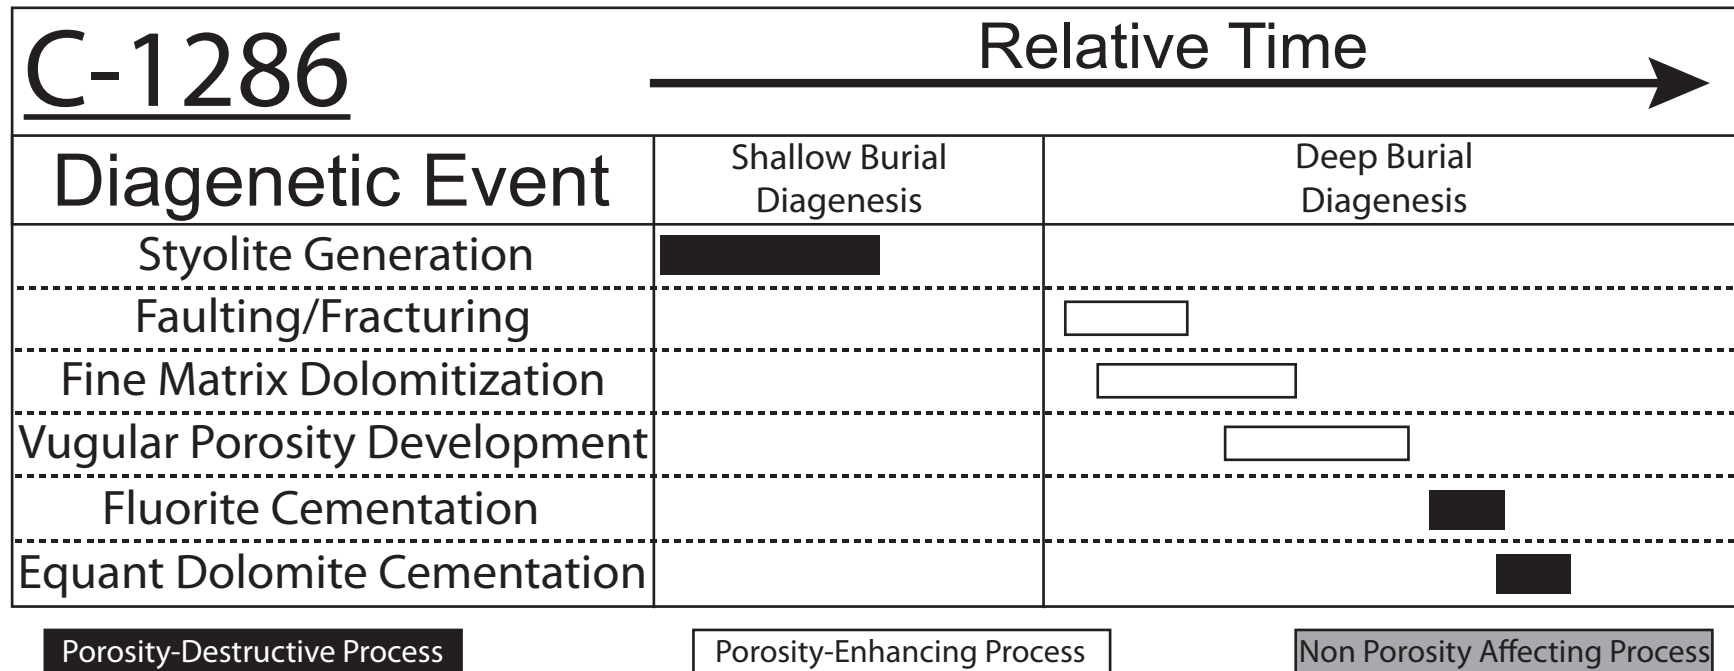 C-1286
Relative Time
Diagenetic Event
Shallow Burial
Diagenesis
Deep Burial
Diagenesis
Styolite Generation
Faulting/Fracturing
Fine Matrix Dolomitization
Vugular Porosity Development
Fluorite Cementation
Equant Dolomite Cementation
Porosity-Destructive Process
Porosity-Enhancing Process
Non Porosity Affecting Process